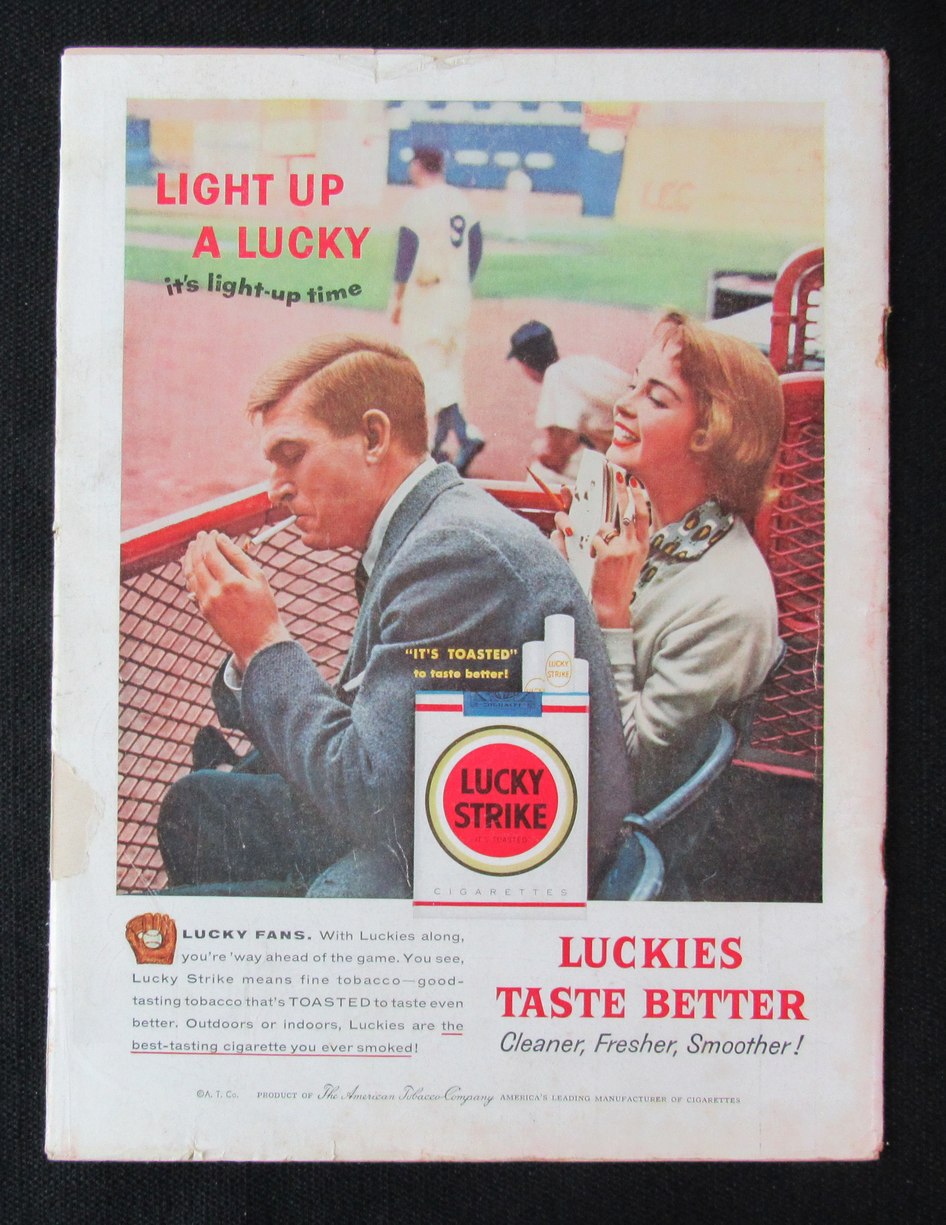 LIGHT UP
A LUCKY
it's light-up time
9
"IT'S TOASTED"
to taste better!
LUCKY
STRIKE
LUCKY
STRIKE
"IT'S TOASTED"
CIGARETTES
LUCKY FANS. With Luckies along,
you're 'way ahead of the game. You see,
Lucky Strike means fine tobacco—good-
tasting tobacco that's TOASTED to taste even
better. Outdoors or indoors, Luckies are the
best-tasting cigarette you ever smoked!
LUCKIES
TASTE BETTER
Cleaner, Fresher, Smoother!
©A. T. Co. PRODUCT OF The American Tobacco Company AMERICA'S LEADING MANUFACTURER OF CIGARETTES